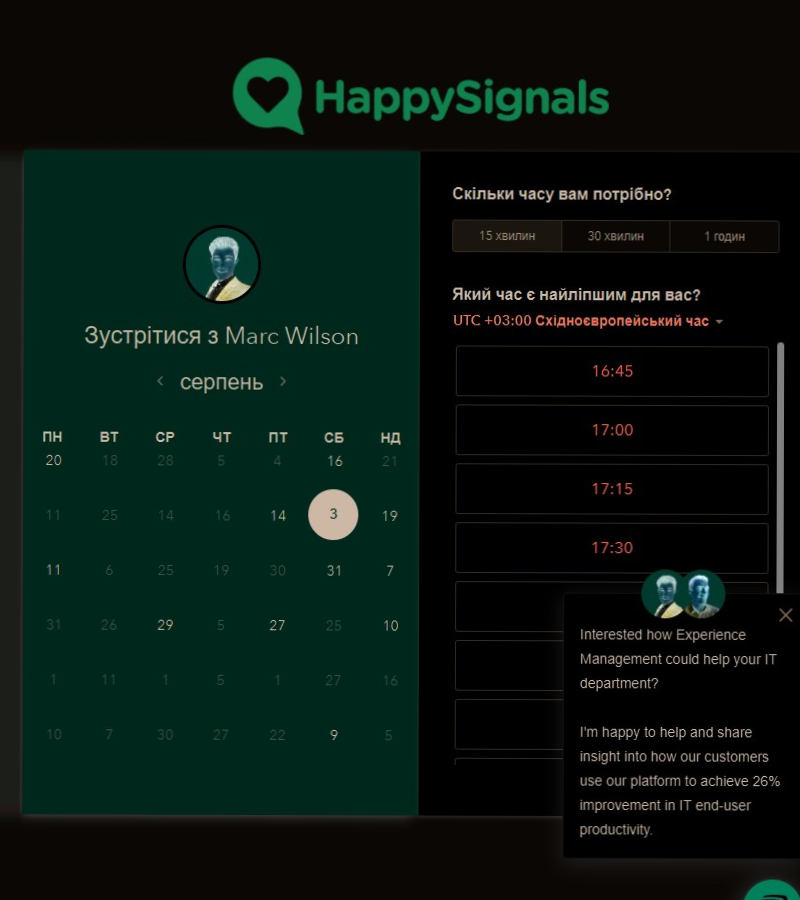 HappySignals
Зустрітися з Marc Wilson
серпень
ПН ВТ СР ЧТ ПТ СБ НД
20 18 28 5 4 16 21
11 25 14 16 14 3 19
11 6 25 19 30 31 7
31 26 29 5 27 25 10
1 11 1 5 1 27 16
10 7 30 27 22 9 5
Скільки часу вам потрібно?
15 хвилин 30 хвилин 1 годин
Який час є найліпшим для вас?
UTC +03:00 Східноєвропейський час
16:45
17:00
17:15
17:30
Interested how Experience
Management could help your IT
department?
I'm happy to help and share
insight into how our customers
use our platform to achieve 26%
improvement in IT end-user
productivity.